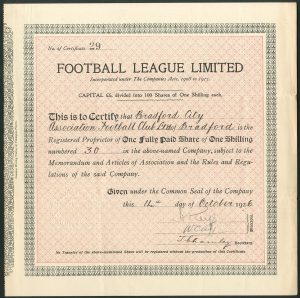 No. of Certificate 29
FOOTBALL LEAGUE LIMITED
Incorporated under The Companies Acts, 1908 to 1917.
CAPITAL £5, divided into 100 Shares of One Shilling each.
This is to Certify that Bradford City
Association Football Club Bradford is the
Registered Proprietor of One Fully Paid Share of One Shilling
numbered 30 in the above-named Company, subject to the
Memorandum and Articles of Association and the Rules and Regu-
lations of the said Company.
Given under the Common Seal of the Company
this day of October 1926
DIRECTORS
SECRETARY
No Transfer of the above-mentioned Share will be registered without the production of this Certificate.